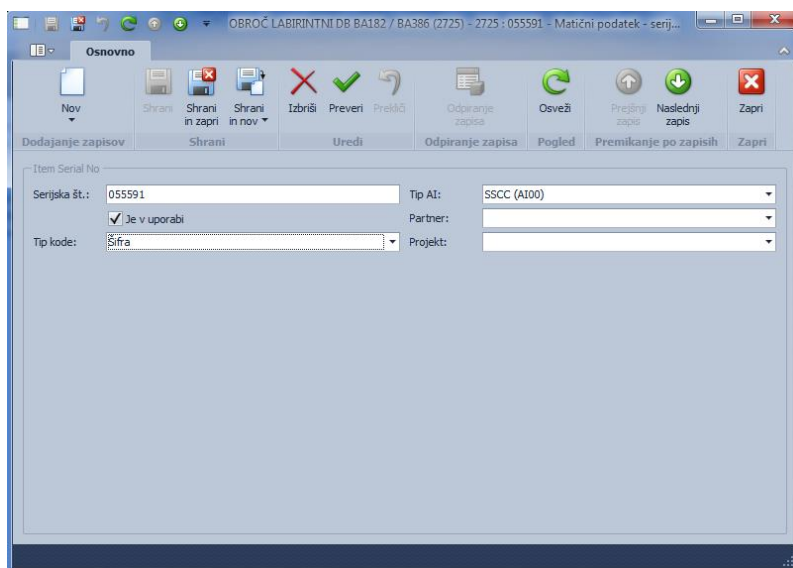 OBROČ LABIRINTNI DB BA182 / BA386 (2725) - 2725 : 055591 - Matični podatek - serij...
Osnovno
Nov
Shrani
Shrani in zapri
Shrani in nov
Izbriši
Preveri
Prekliči
Odpiranje zapisa
Osveži
Prejšnji zapis
Naslednji zapis
Zapri
Dodajanje zapisov
Shrani
Uredi
Odpiranje zapisa
Pogled
Premikanje po zapisih
Zapri
Item Serial No
Serijska št.: 055591
Tip AI: SSCC (AI00)
Je v uporabi
Partner:
Tip kode: Šifra
Projekt: